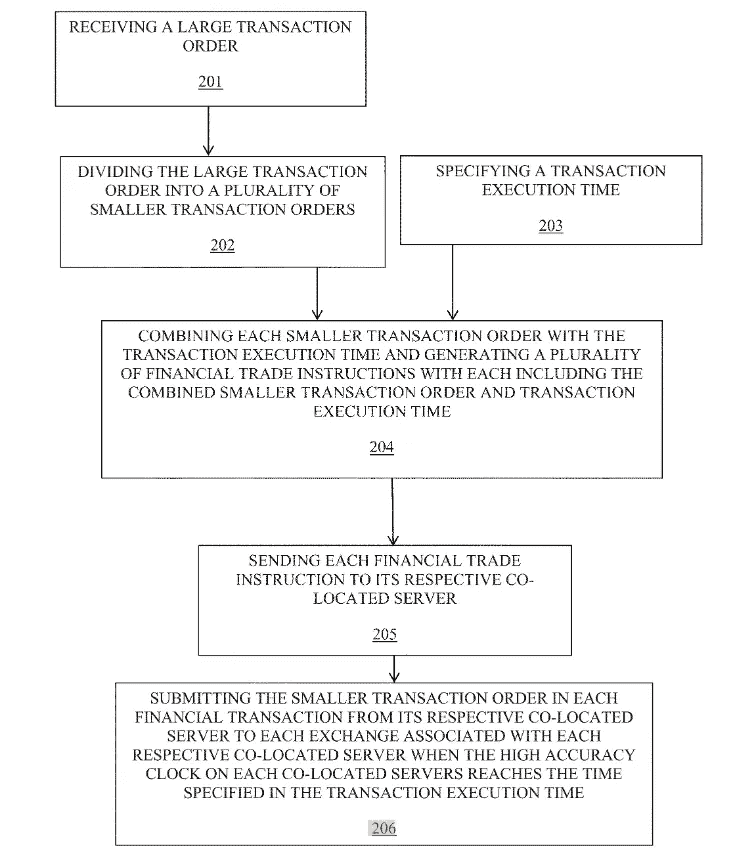 RECEIVING A LARGE TRANSACTION
ORDER
201
DIVIDING THE LARGE TRANSACTION
ORDER INTO A PLURALITY OF
SMALLER TRANSACTION ORDERS
202
SPECIFYING A TRANSACTION
EXECUTION TIME
203
COMBINING EACH SMALLER TRANSACTION ORDER WITH THE
TRANSACTION EXECUTION TIME AND GENERATING A PLURALITY
OF FINANCIAL TRADE INSTRUCTIONS WITH EACH INCLUDING THE
COMBINED SMALLER TRANSACTION ORDER AND TRANSACTION
EXECUTION TIME
204
SENDING EACH FINANCIAL TRADE
INSTRUCTION TO ITS RESPECTIVE CO-
LOCATED SERVER
205
SUBMITTING THE SMALLER TRANSACTION ORDER IN EACH
FINANCIAL TRANSACTION FROM ITS RESPECTIVE CO-LOCATED
SERVER TO EACH EXCHANGE ASSOCIATED WITH EACH
RESPECTIVE CO-LOCATED SERVER WHEN THE HIGH ACCURACY
CLOCK ON EACH CO-LOCATED SERVERS REACHES THE TIME
SPECIFIED IN THE TRANSACTION EXECUTION TIME
206